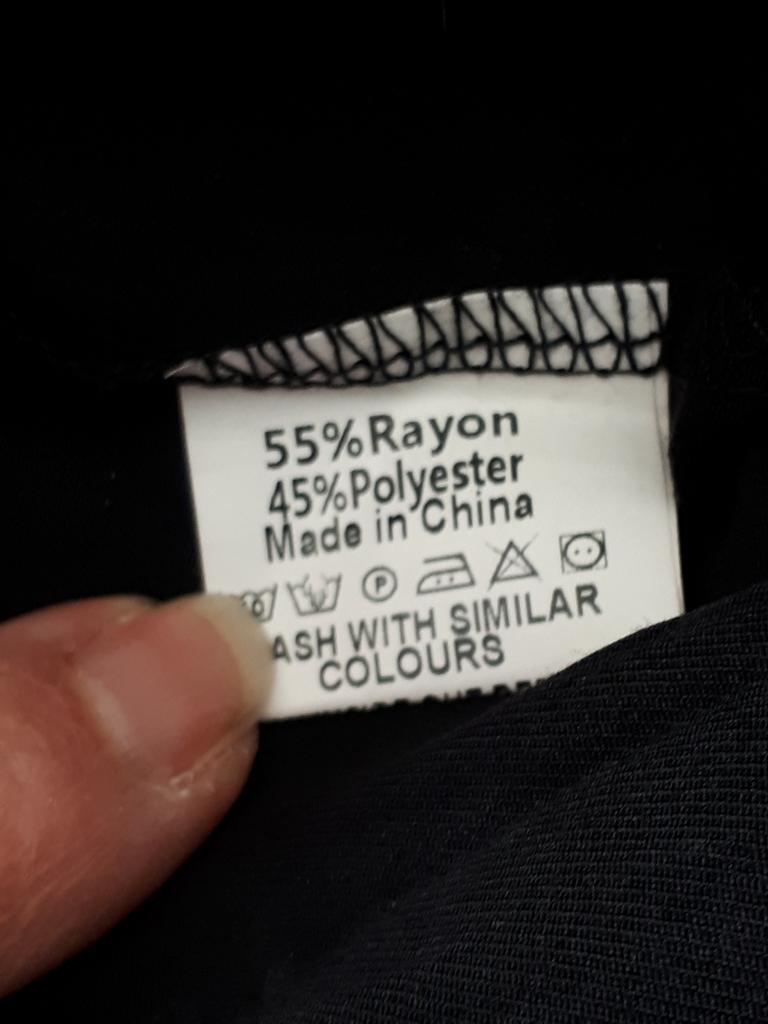 55%Rayon
45%Polyester
Made in China
P
ASH WITH SIMILAR
COLOURS